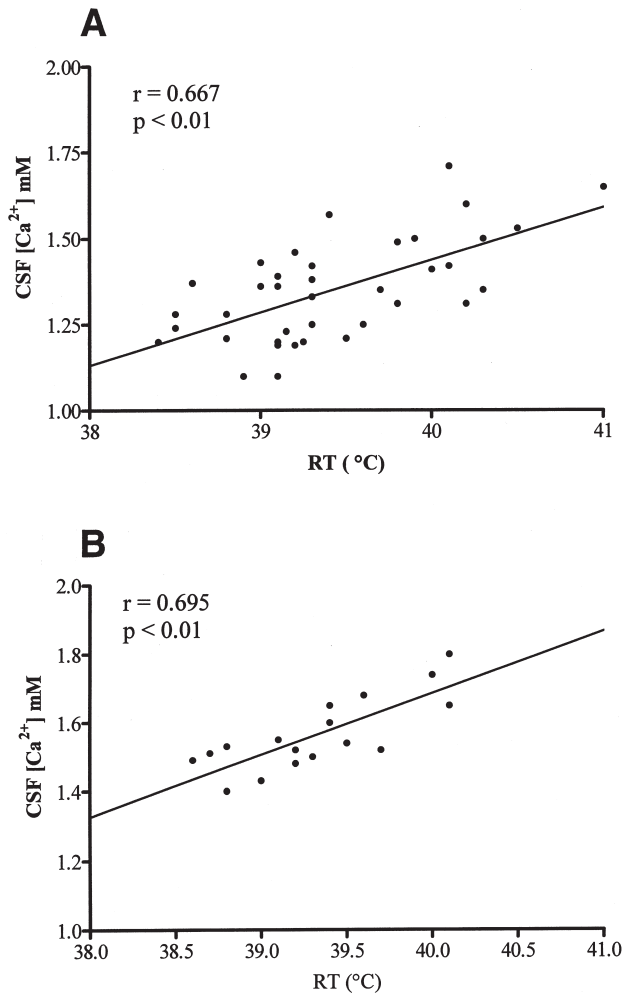 A
2.00
r = 0.667
p < 0.01
1.75
CSF [Ca2+] mM
1.50
1.25
1.00
38 39 40 41
RT (°C)
B
2.0
r = 0.695
p < 0.01
1.8
CSF [Ca2+] mM
1.6
1.4
1.2
1.0
38.0 38.5 39.0 39.5 40.0 40.5 41.0
RT (°C)